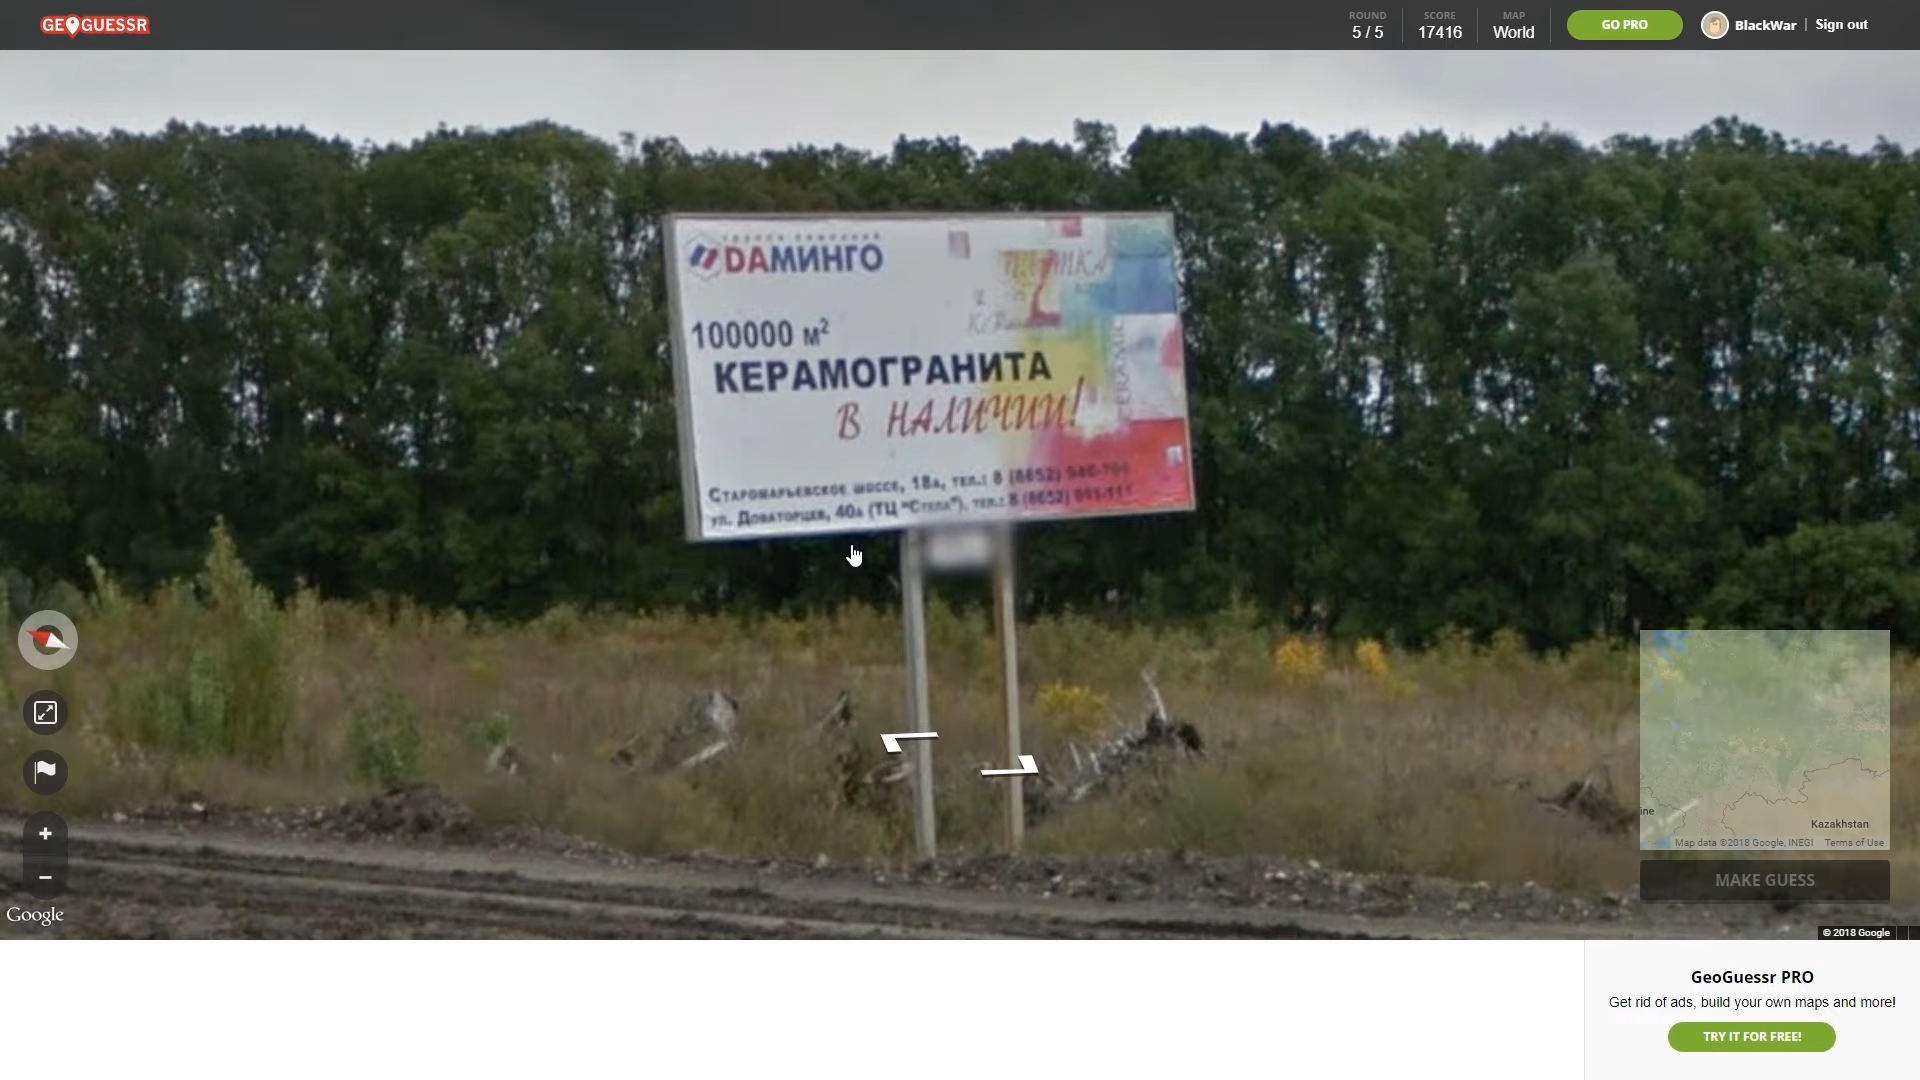 GEOGUESSR
ROUND
5 / 5
SCORE
17416
MAP
World
GO PRO
BlackWar
Sign out
ДАМИНГО
100000 м²
КЕРАМОГРАНИТА
В НАЛИЧИИ!
Старомарьевское шоссе, 18а, тел.: 8 (8652)
ул. Доваторцев, 40а (ТЦ "Стела"), тел.: 8 (8652)
Kazakhstan
Map data ©2018 Google, INEGI
Terms of Use
MAKE GUESS
Google
© 2018 Google
GeoGuessr PRO
Get rid of ads, build your own maps and more!
TRY IT FOR FREE!